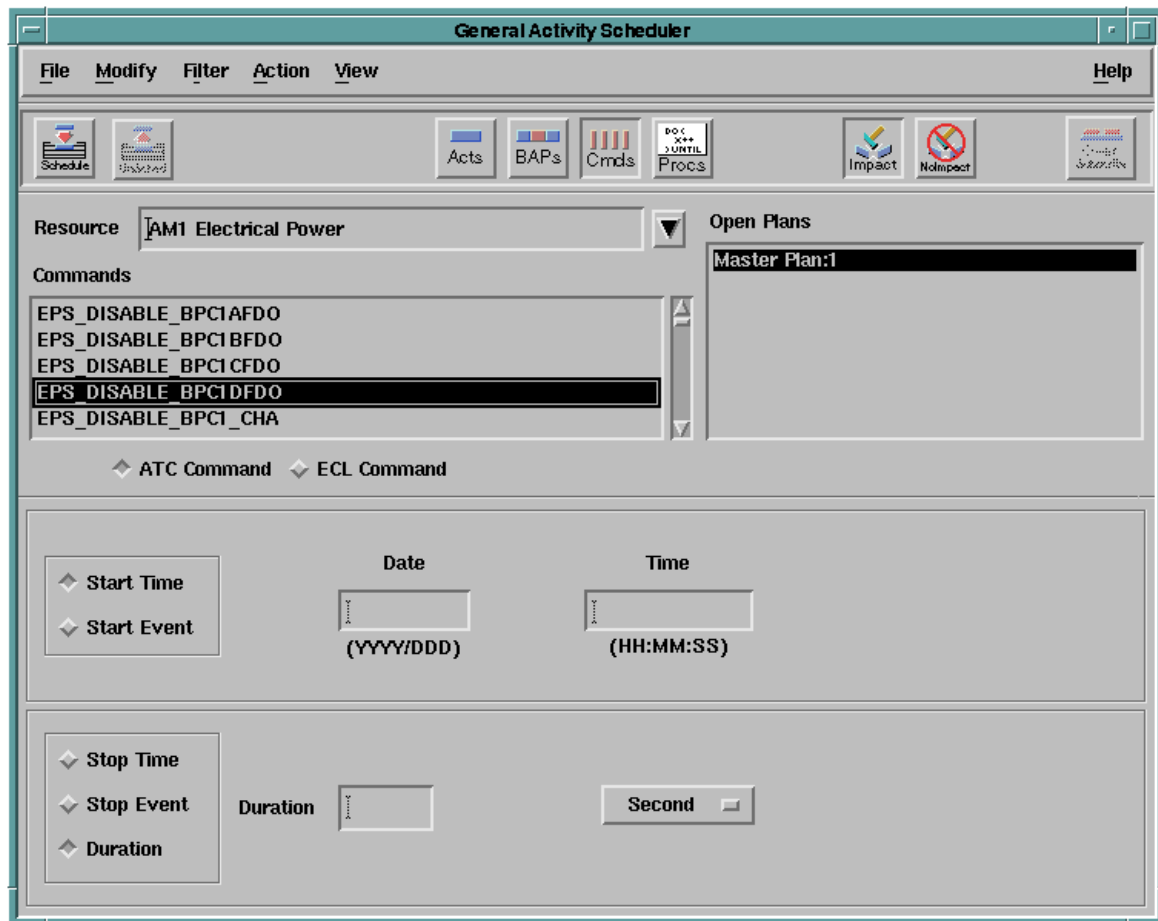 General Activity Scheduler
File Modify Filter Action View Help
Schedule Acts BAPs Cmds Procs Impact NoImpact
Resource AM1 Electrical Power
Open Plans
Master Plan:1
Commands
EPS_DISABLE_BPC1AFDO
EPS_DISABLE_BPC1BFDO
EPS_DISABLE_BPC1CFDO
EPS_DISABLE_BPC1DFDO
EPS_DISABLE_BPC1_CHA
ATC Command ECL Command
Date Time
Start Time
Start Event
(YYYY/DDD) (HH:MM:SS)
Stop Time
Stop Event
Duration Second
Duration